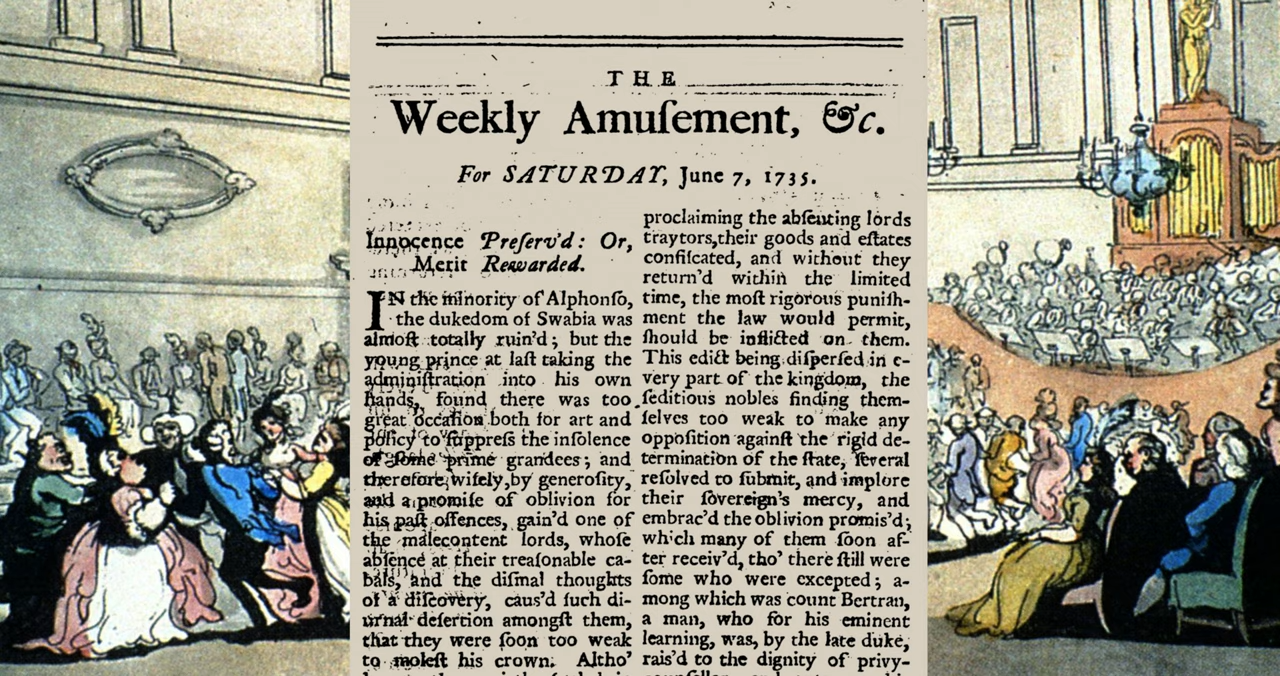 THE
Weekly Amuſement, &c.
For SATURDAY, June 7, 1735.
Innocence Preſerv'd: Or,
Merit Rewarded.
IN the minority of Alphonſo,
the dukedom of Swabia was
almoſt totally ruin'd; but the
young prince at laſt taking the
adminiſtration into his own
hands, found there was too
great occaſion both for art and
policy to ſuppreſs the inſolence
of ſome prime grandees; and
therefore, wiſely, by generoſity,
and a promiſe of oblivion for
his paſt offences, gain'd one of
the malecontent lords, whoſe
abſence at their treaſonable ca-
bals, and the diſmal thoughts
of a diſcovery, caus'd ſuch di-
urnal deſertion amongſt them,
that they were ſoon too weak
to moleſt his crown. Altho'
proclaiming the abſenting lords
traytors, their goods and eſtates
confiſcated, and without they
return'd within the limited
time, the moſt rigorous puniſh-
ment the law would permit,
ſhould be inflicted on them.
This edict being diſperſed in e-
very part of the kingdom, the
ſeditious nobles finding them-
ſelves too weak to make any
oppoſition againſt the rigid de-
termination of the ſtate, ſeveral
reſolved to ſubmit, and implore
their ſovereign's mercy, and
embrac'd the oblivion promis'd;
which many of them ſoon af-
ter receiv'd, tho' there ſtill were
ſome who were excepted; a-
mong which was count Bertran,
a man, who for his eminent
learning, was, by the late duke,
rais'd to the dignity of privy-